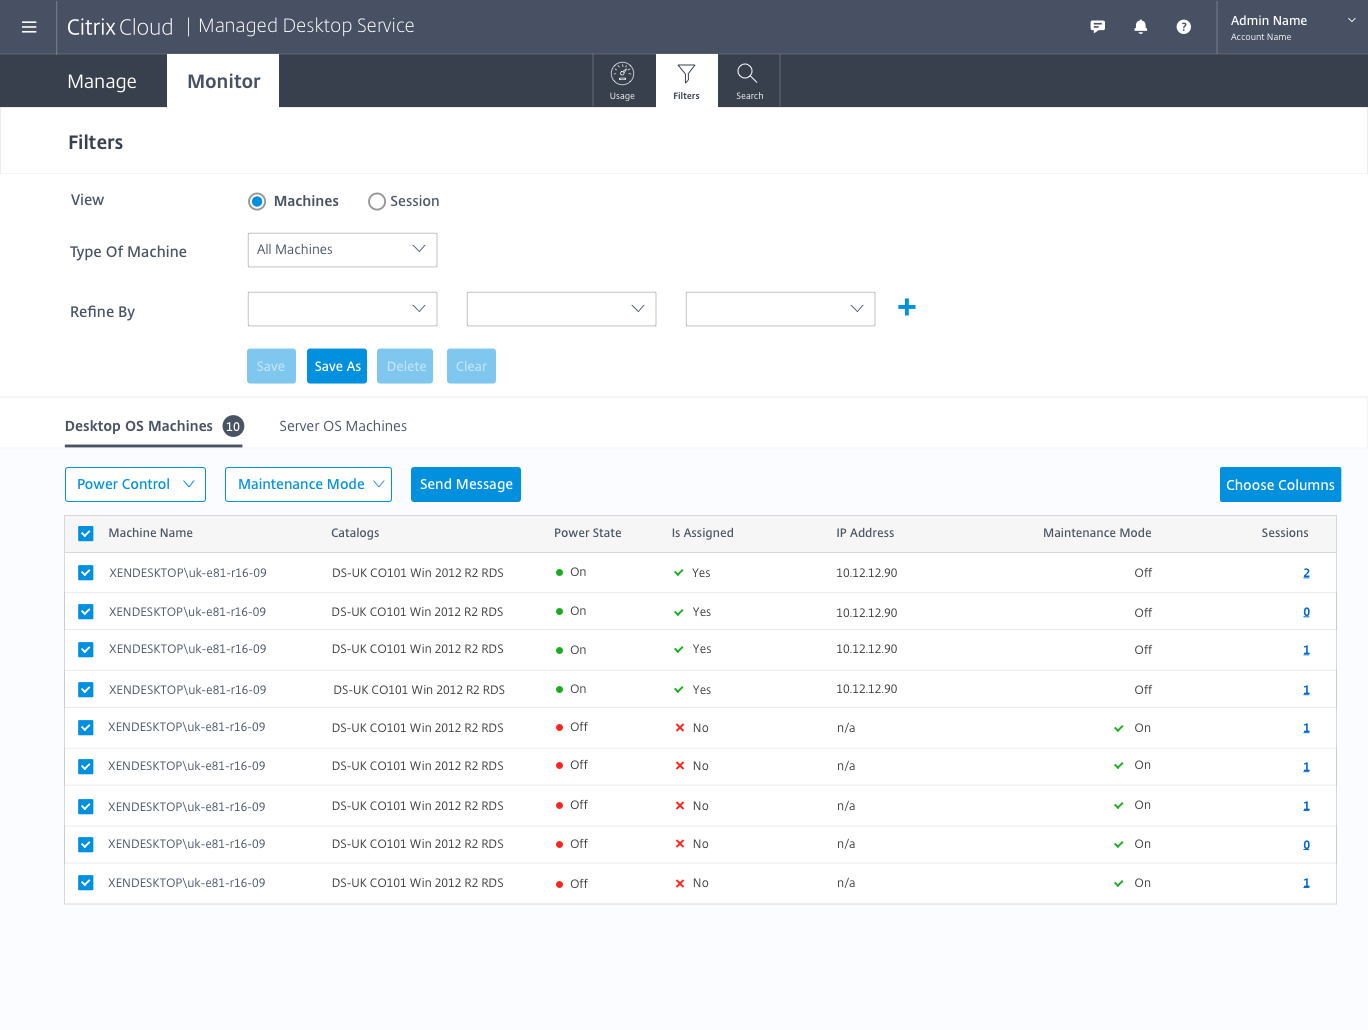 Citrix Cloud | Managed Desktop Service
Admin Name
Account Name
Manage
Monitor
Usage
Filters
Search
Filters
View
Machines
Session
Type Of Machine
All Machines
Refine By
Save
Save As
Delete
Clear
Desktop OS Machines 10
Server OS Machines
Power Control
Maintenance Mode
Send Message
Choose Columns
Machine Name Catalogs Power State Is Assigned IP Address Maintenance Mode Sessions
XENDESKTOP\uk-e81-r16-09 DS-UK CO101 Win 2012 R2 RDS On Yes 10.12.12.90 Off 2
XENDESKTOP\uk-e81-r16-09 DS-UK CO101 Win 2012 R2 RDS On Yes 10.12.12.90 Off 0
XENDESKTOP\uk-e81-r16-09 DS-UK CO101 Win 2012 R2 RDS On Yes 10.12.12.90 Off 1
XENDESKTOP\uk-e81-r16-09 DS-UK CO101 Win 2012 R2 RDS On Yes 10.12.12.90 Off 1
XENDESKTOP\uk-e81-r16-09 DS-UK CO101 Win 2012 R2 RDS Off No n/a On 1
XENDESKTOP\uk-e81-r16-09 DS-UK CO101 Win 2012 R2 RDS Off No n/a On 1
XENDESKTOP\uk-e81-r16-09 DS-UK CO101 Win 2012 R2 RDS Off No n/a On 1
XENDESKTOP\uk-e81-r16-09 DS-UK CO101 Win 2012 R2 RDS Off No n/a On 0
XENDESKTOP\uk-e81-r16-09 DS-UK CO101 Win 2012 R2 RDS Off No n/a On 1